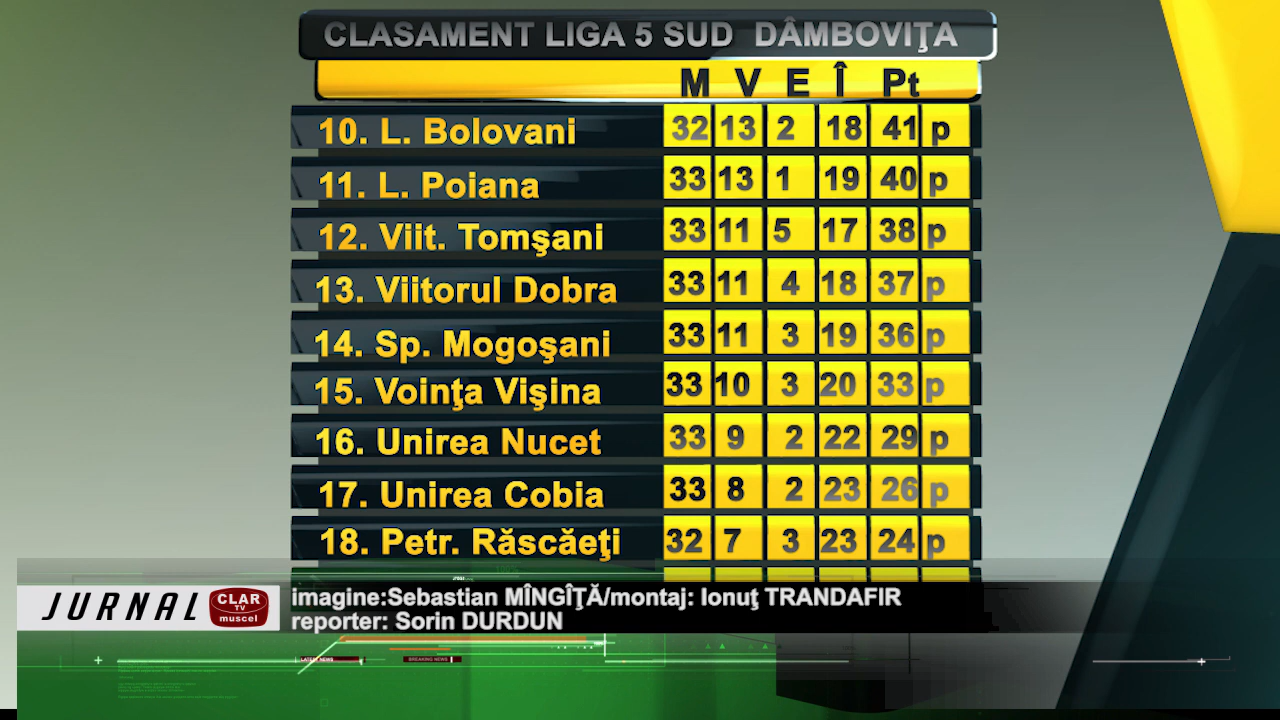 CLASAMENT LIGA 5 SUD DÂMBOVIŢA
M V E Î Pt
10. L. Bolovani 32 13 2 18 41 p
11. L. Poiana 33 13 1 19 40 p
12. Viit. Tomşani 33 11 5 17 38 p
13. Viitorul Dobra 33 11 4 18 37 p
14. Sp. Mogoşani 33 11 3 19 36 p
15. Voinţa Vişina 33 10 3 20 33 p
16. Unirea Nucet 33 9 2 22 29 p
17. Unirea Cobia 33 8 2 23 26 p
18. Petr. Răscăeţi 32 7 3 23 24 p
JURNAL CLAR TV muscel
imagine:Sebastian MÎNGÎŢĂ/montaj: Ionuţ TRANDAFIR
reporter: Sorin DURDUN
LATEST NEWS BREAKING NEWS